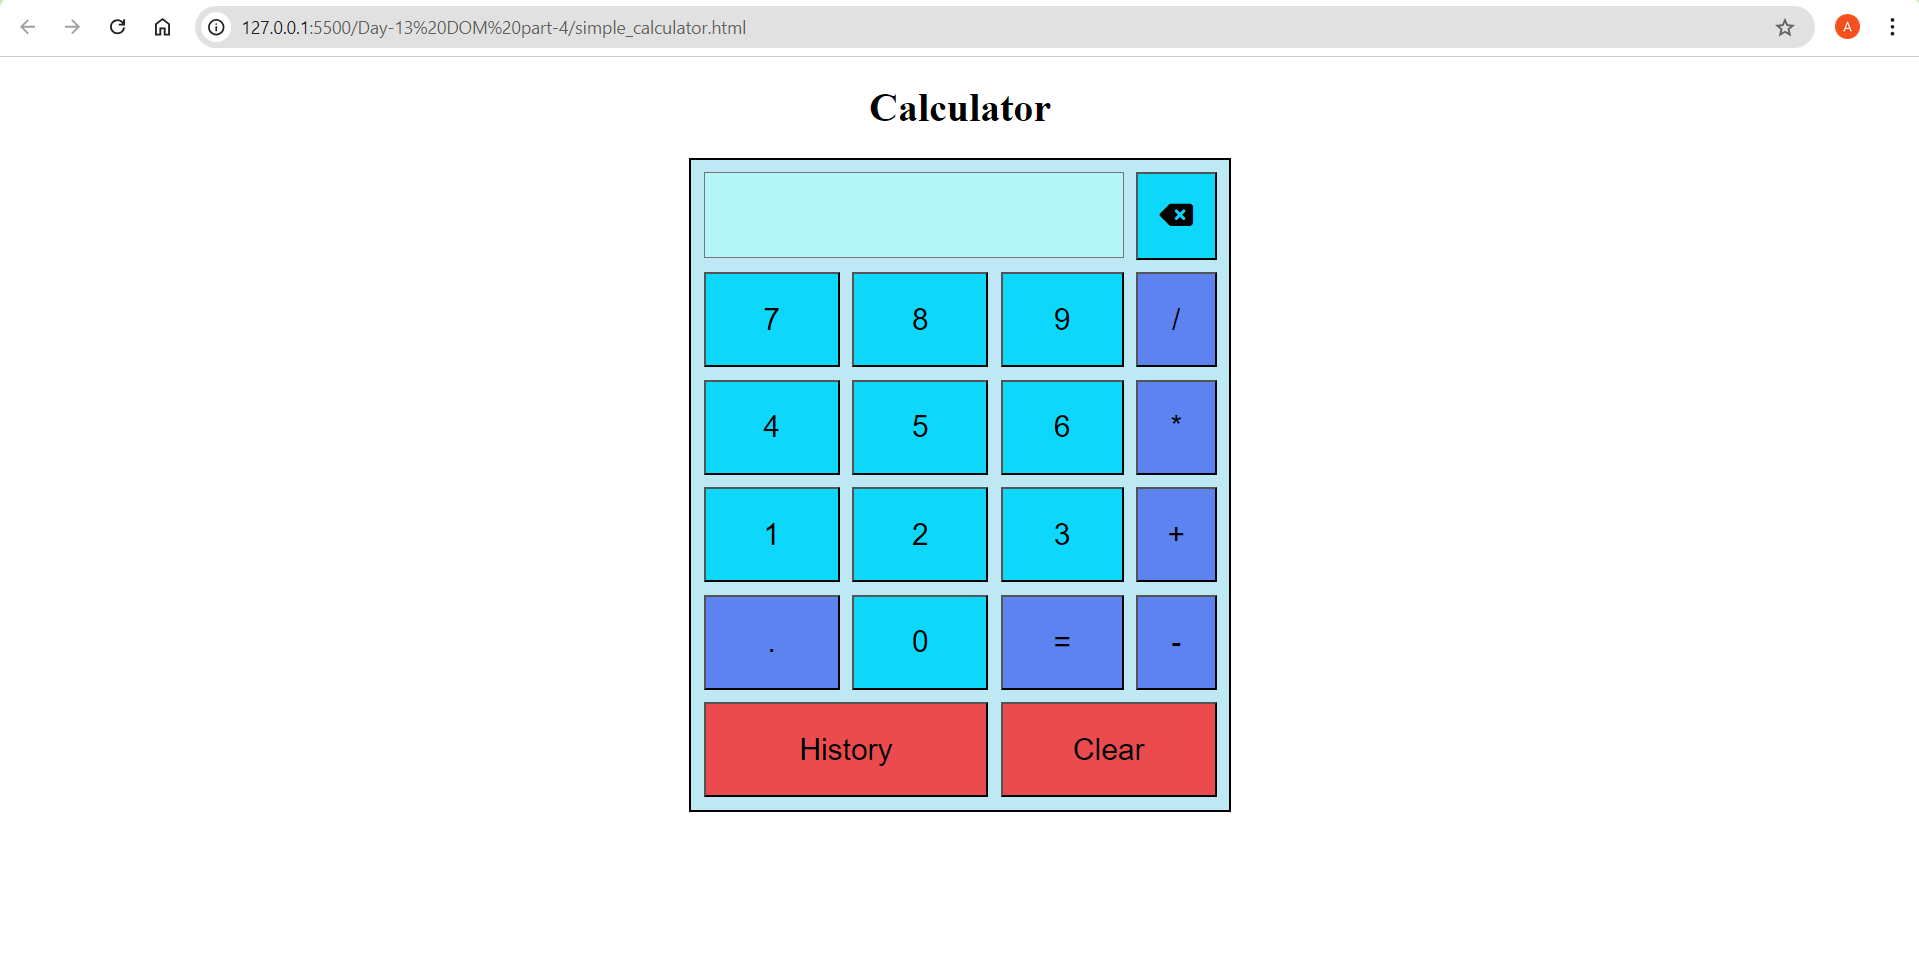 127.0.0.1:5500/Day-13%20DOM%20part-4/simple_calculator.html
A
Calculator
7 8 9 /
4 5 6 *
1 2 3 +
. 0 = -
History Clear